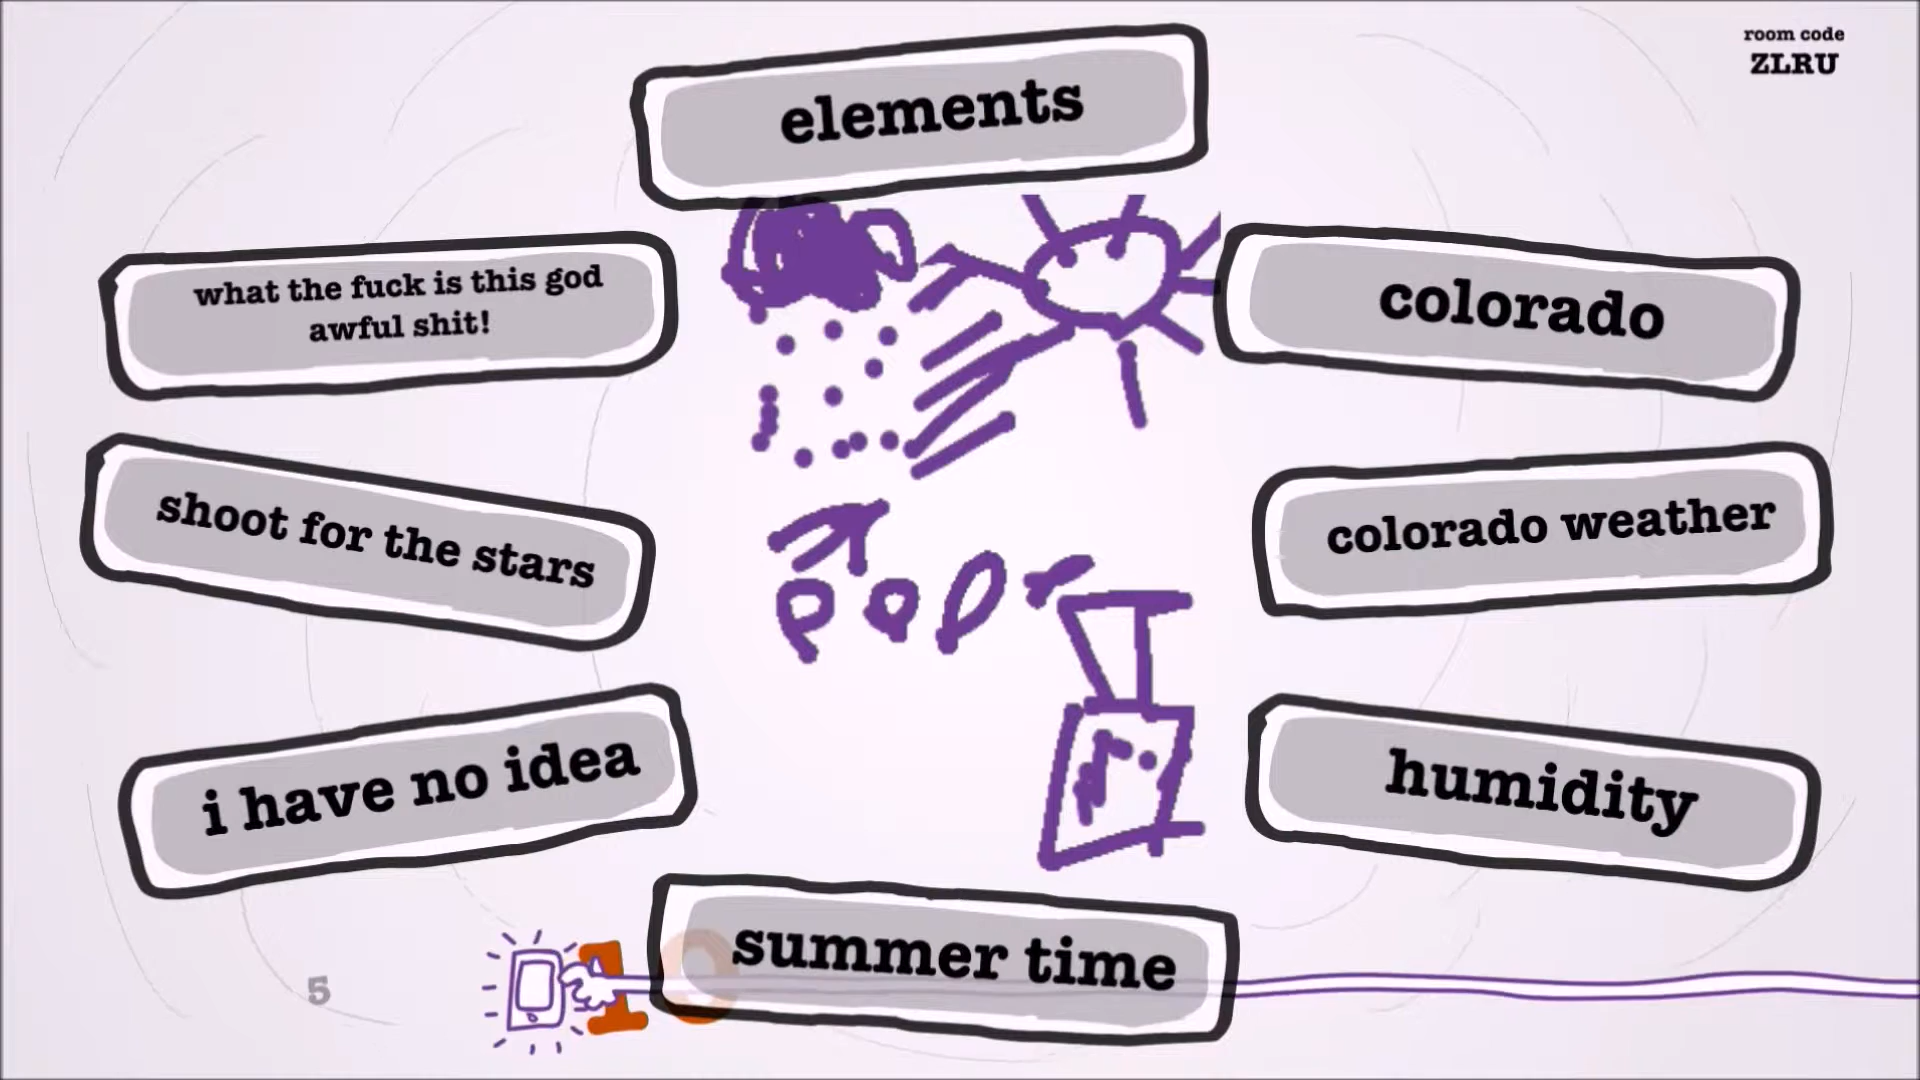 room code
ZLRU
elements
what the fuck is this god
awful shit!
colorado
shoot for the stars
colorado weather
i have no idea
humidity
summer time
5